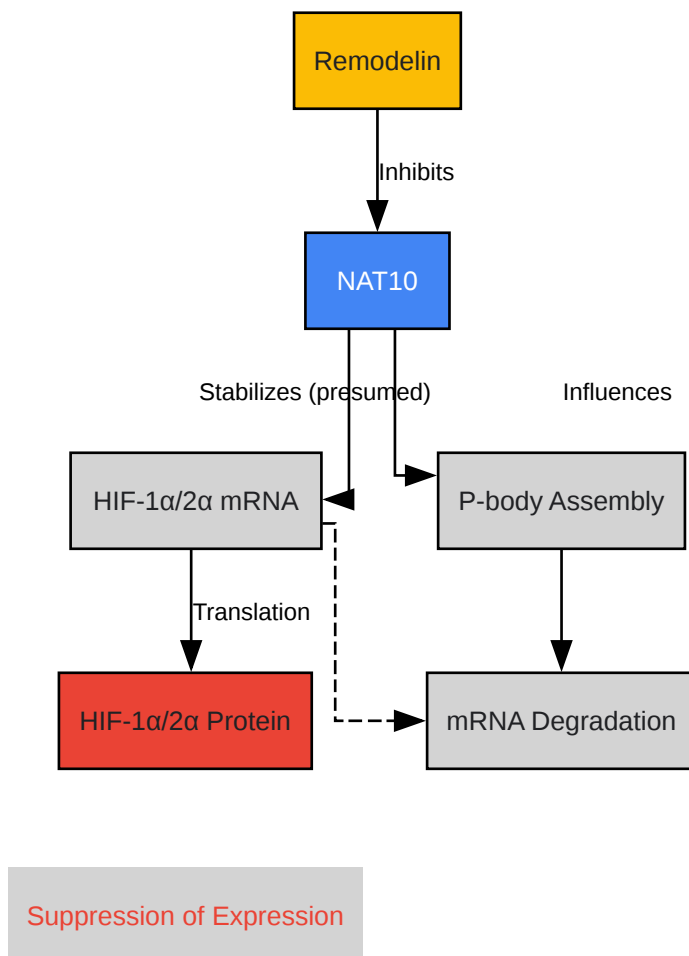 Remodelin
Inhibits
NAT10
Stabilizes (presumed)
Influences
HIF-1α/2α mRNA
P-body Assembly
Translation
HIF-1α/2α Protein
mRNA Degradation
Suppression of Expression